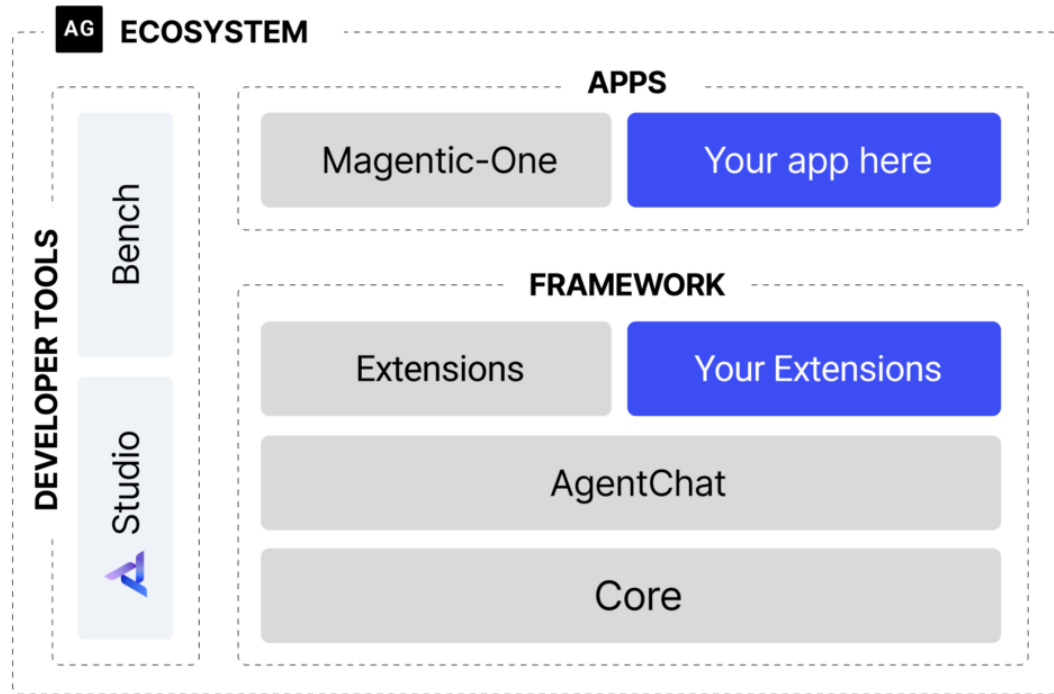 AG ECOSYSTEM
DEVELOPER TOOLS
Bench
Studio
APPS
Magentic-One
Your app here
FRAMEWORK
Extensions
Your Extensions
AgentChat
Core